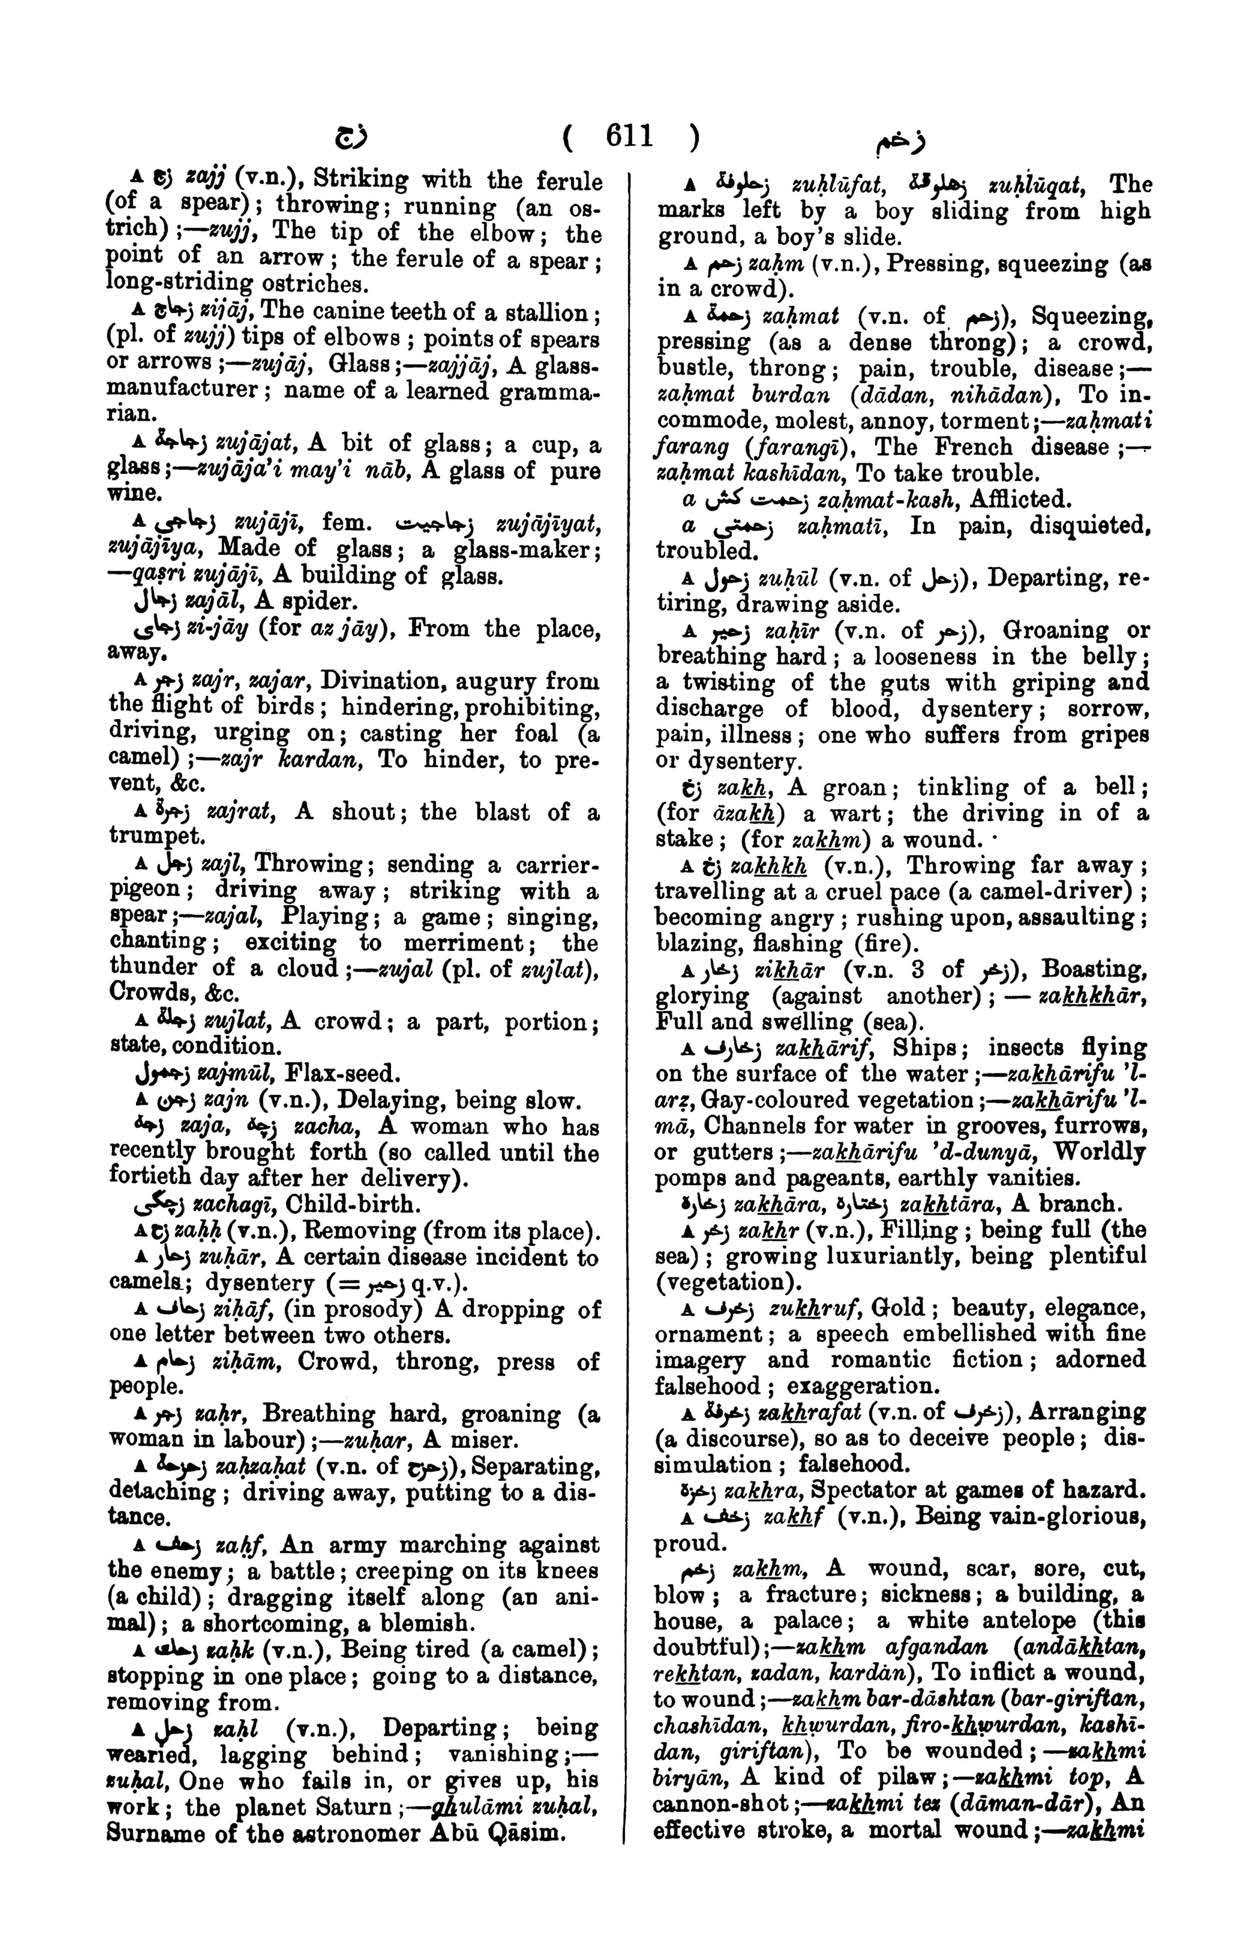 زج ( 611 ) زخم
A زج zajj (v.n.), Striking with the ferule
(of a spear); throwing; running (an os-
trich);—zujj, The tip of the elbow; the
point of an arrow; the ferule of a spear;
long-striding ostriches.
A زجاج zijāj, The canine teeth of a stallion;
(pl. of zujj) tips of elbows; points of spears
or arrows;—zujāj, Glass;—zajjāj, A glass-
manufacturer; name of a learned gramma-
rian.
A زجاجة zujājat, A bit of glass; a cup, a
glass;—zujāja'i may'i nāb, A glass of pure
wine.
A زجاجى zujājī, fem. زجاجيت zujājīyat,
zujājīya, Made of glass; a glass-maker;
—qaṣri zujājī, A building of glass.
زجال zajāl, A spider.
زجاى zi-jāy (for az jāy), From the place,
away.
A زجر zajr, zajar, Divination, augury from
the flight of birds; hindering, prohibiting,
driving, urging on; casting her foal (a
camel);—zajr kardan, To hinder, to pre-
vent, &c.
A زجرة zajrat, A shout; the blast of a
trumpet.
A زجل zajl, Throwing; sending a carrier-
pigeon; driving away; striking with a
spear;—zajal, Playing; a game; singing,
chanting; exciting to merriment; the
thunder of a cloud;—zujal (pl. of zujlat),
Crowds, &c.
A زجلة zujlat, A crowd; a part, portion;
state, condition.
زجمول zajmūl, Flax-seed.
A زجن zajn (v.n.), Delaying, being slow.
زجه zaja, زچه zacha, A woman who has
recently brought forth (so called until the
fortieth day after her delivery).
زچگى zachagī, Child-birth.
A زح zaḥḥ (v.n.), Removing (from its place).
A زحار zuḥār, A certain disease incident to
camels; dysentery (= زحير q.v.).
A زحاف ziḥāf, (in prosody) A dropping of
one letter between two others.
A زحام ziḥām, Crowd, throng, press of
people.
A زحر zaḥr, Breathing hard, groaning (a
woman in labour);—zuḥar, A miser.
A زحزحة zaḥzaḥat (v.n. of زحزح), Separating,
detaching; driving away, putting to a dis-
tance.
A زحف zaḥf, An army marching against
the enemy; a battle; creeping on its knees
(a child); dragging itself along (an ani-
mal); a shortcoming, a blemish.
A زحك zaḥk (v.n.), Being tired (a camel);
stopping in one place; going to a distance,
removing from.
A زحل zaḥl (v.n.), Departing; being
wearied, lagging behind; vanishing;—
zuḥal, One who fails in, or gives up, his
work; the planet Saturn;—ghulāmi zuḥal,
Surname of the astronomer Abū Qāsim.
A زحلوفة zuḥlūfat, زحلوقة zuḥlūqat, The
marks left by a boy sliding from high
ground, a boy's slide.
A زحم zaḥm (v.n.), Pressing, squeezing (as
in a crowd).
A زحمة zaḥmat (v.n. of زحم), Squeezing,
pressing (as a dense throng); a crowd,
bustle, throng; pain, trouble, disease;—
zaḥmat burdan (dādan, nihādan), To in-
commode, molest, annoy, torment;—zaḥmati
farang (farangī), The French disease;—
zaḥmat kashīdan, To take trouble.
a زحمت كش zaḥmat-kash, Afflicted.
a زحمتى zaḥmatī, In pain, disquieted,
troubled.
A زحول zuḥūl (v.n. of زحل), Departing, re-
tiring, drawing aside.
A زحير zaḥīr (v.n. of زحر), Groaning or
breathing hard; a looseness in the belly;
a twisting of the guts with griping and
discharge of blood, dysentery; sorrow,
pain, illness; one who suffers from gripes
or dysentery.
زخ zakh, A groan; tinkling of a bell;
(for āzakh) a wart; the driving in of a
stake; (for zakhm) a wound.
A زخ zakhkh (v.n.), Throwing far away;
travelling at a cruel pace (a camel-driver);
becoming angry; rushing upon, assaulting;
blazing, flashing (fire).
A زخار zikhār (v.n. 3 of زخر), Boasting,
glorying (against another);—zakhkhār,
Full and swelling (sea).
A زخارف zakhārif, Ships; insects flying
on the surface of the water;—zakhārifu 'l-
arẓ, Gay-coloured vegetation;—zakhārifu 'l-
mā, Channels for water in grooves, furrows,
or gutters;—zakhārifu 'd-dunyā, Worldly
pomps and pageants, earthly vanities.
زخاره zakhāra, زختاره zakhtāra, A branch.
A زخر zakhr (v.n.), Filling; being full (the
sea); growing luxuriantly, being plentiful
(vegetation).
A زخرف zukhruf, Gold; beauty, elegance,
ornament; a speech embellished with fine
imagery and romantic fiction; adorned
falsehood; exaggeration.
A زخرفة zakhrafat (v.n. of زخرف), Arranging
(a discourse), so as to deceive people; dis-
simulation; falsehood.
زخره zakhra, Spectator at games of hazard.
A زخف zakhf (v.n.), Being vain-glorious,
proud.
زخم zakhm, A wound, scar, sore, cut,
blow; a fracture; sickness; a building, a
house, a palace; a white antelope (this
doubtful);—zakhm afgandan (andākhtan,
rekhtan, zadan, kardan), To inflict a wound,
to wound;—zakhm bar-dāshtan (bar-giriftan,
chashīdan, khwurdan, firo-khwurdan, kashī-
dan, giriftan), To be wounded;—zakhmi
biryān, A kind of pilaw;—zakhmi top, A
cannon-shot;—zakhmi tez (dāman-dār), An
effective stroke, a mortal wound;—zakhmi